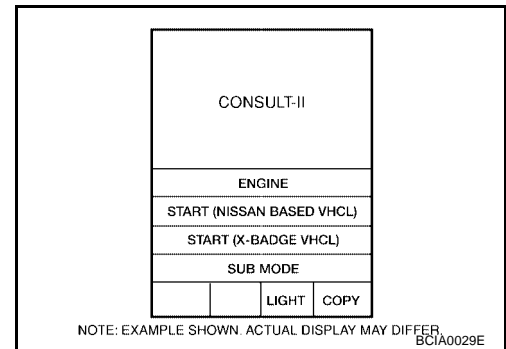 CONSULT-II
ENGINE
START (NISSAN BASED VHCL)
START (X-BADGE VHCL)
SUB MODE
LIGHT COPY
NOTE: EXAMPLE SHOWN. ACTUAL DISPLAY MAY DIFFER.
BCIA0029E